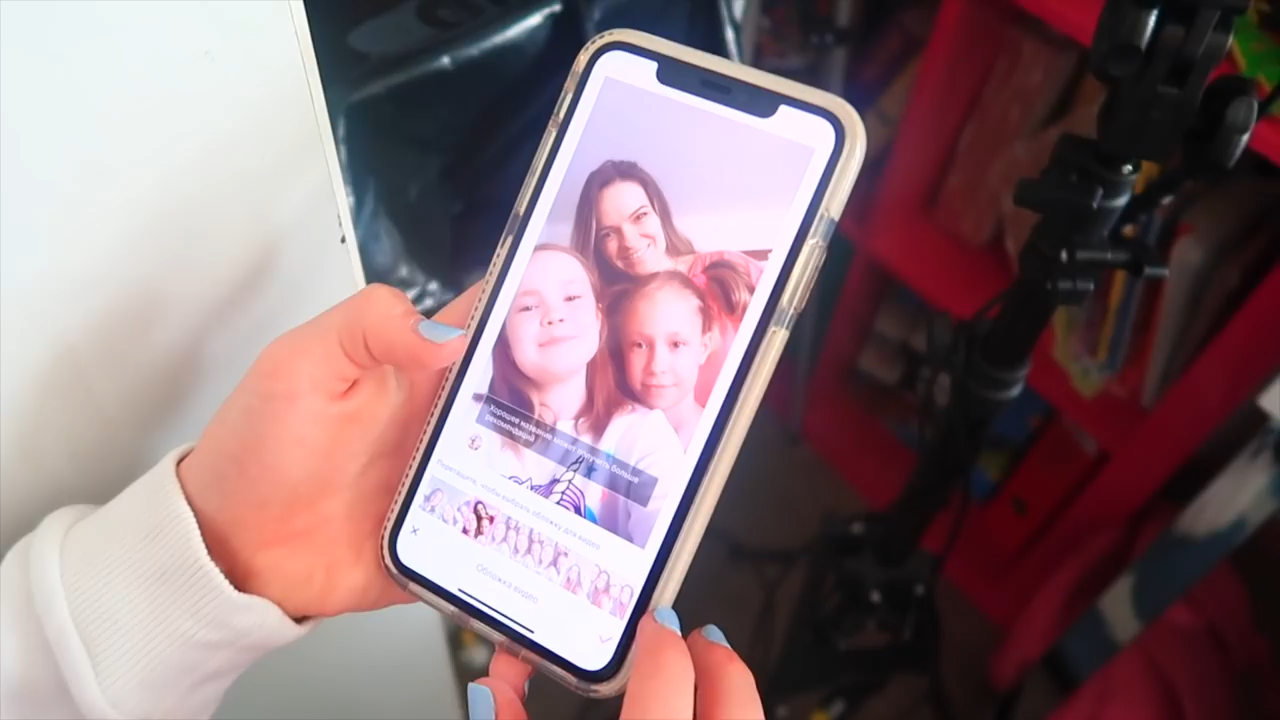 Хорошее название может получить больше
рекомендаций
Перетащите, чтобы выбрать обложку для видео
Обложка видео